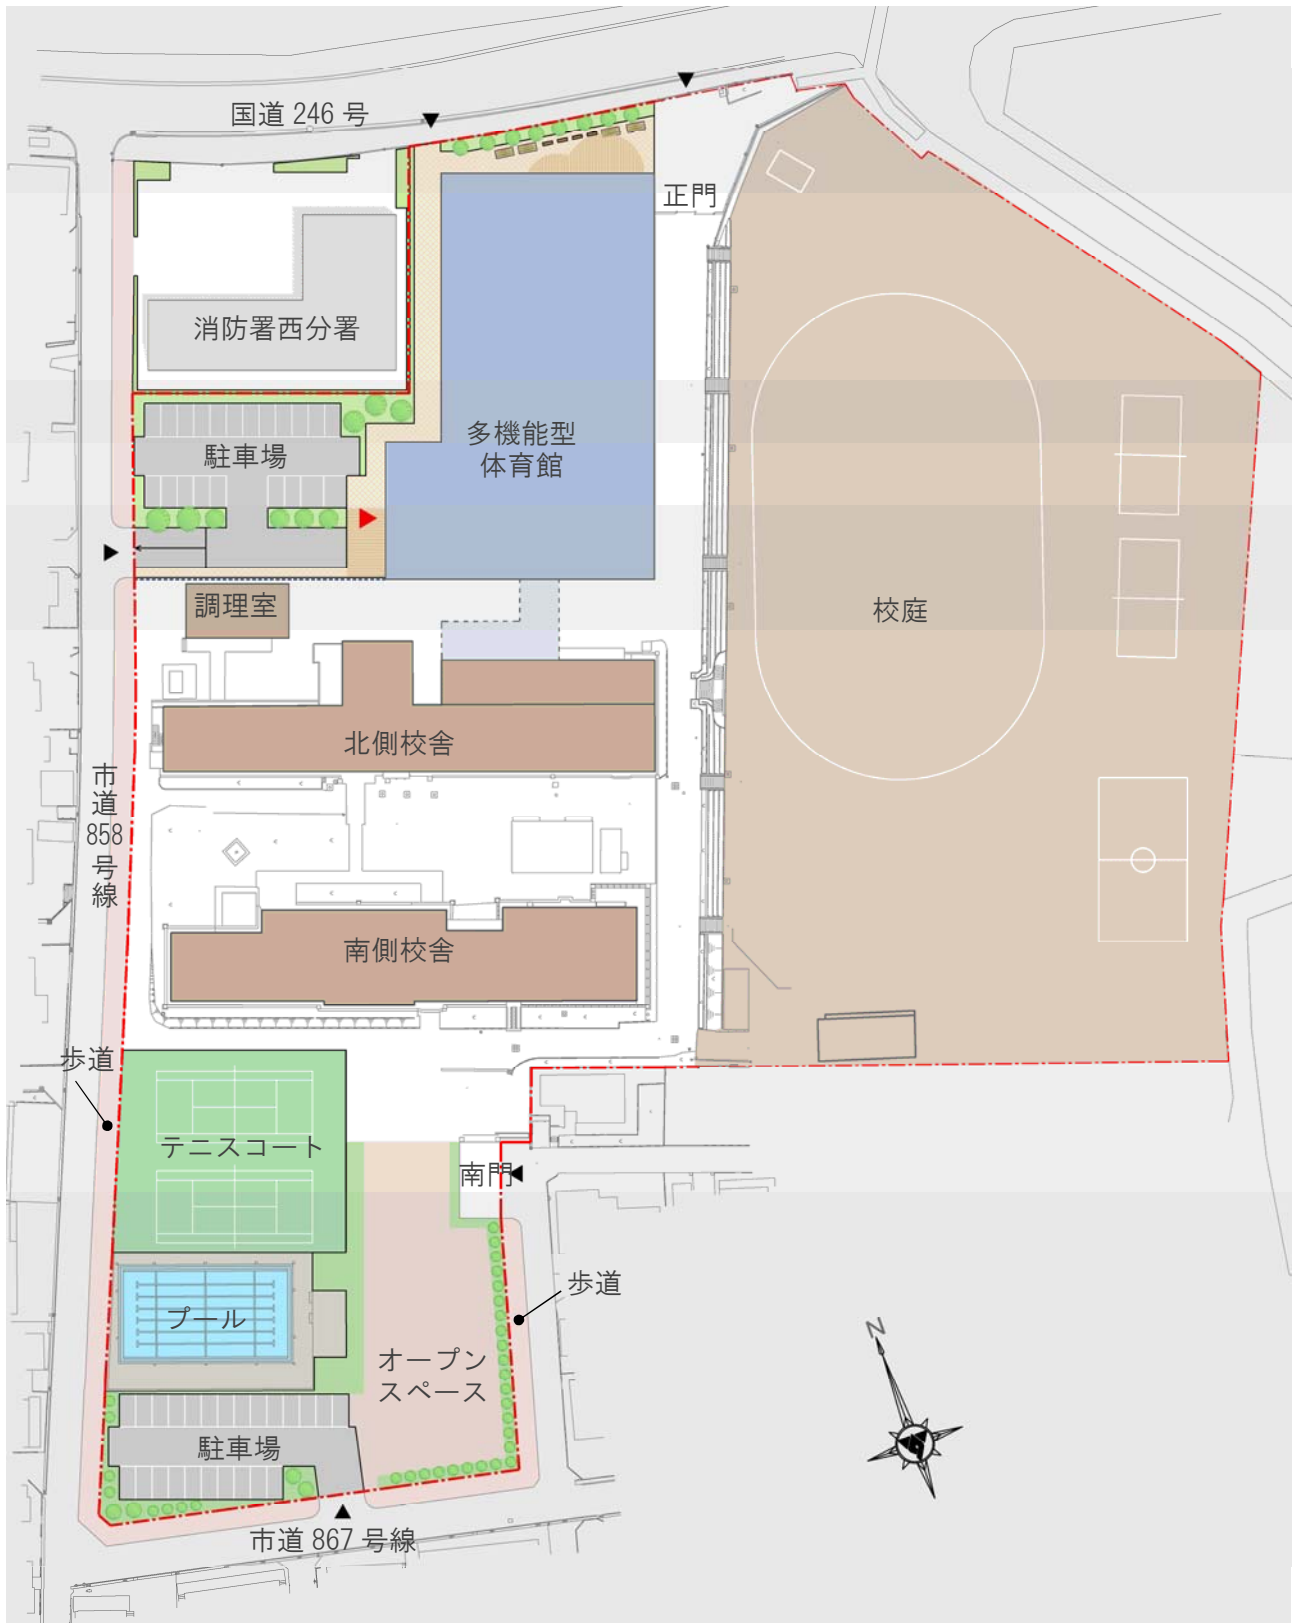 国道 246 号
正門
消防署西分署
多機能型
体育館
駐車場
調理室
校庭
北側校舎
市道
858
号線
南側校舎
歩道
テニスコート
南門
歩道
プール
オープン
スペース
N
駐車場
市道 867 号線